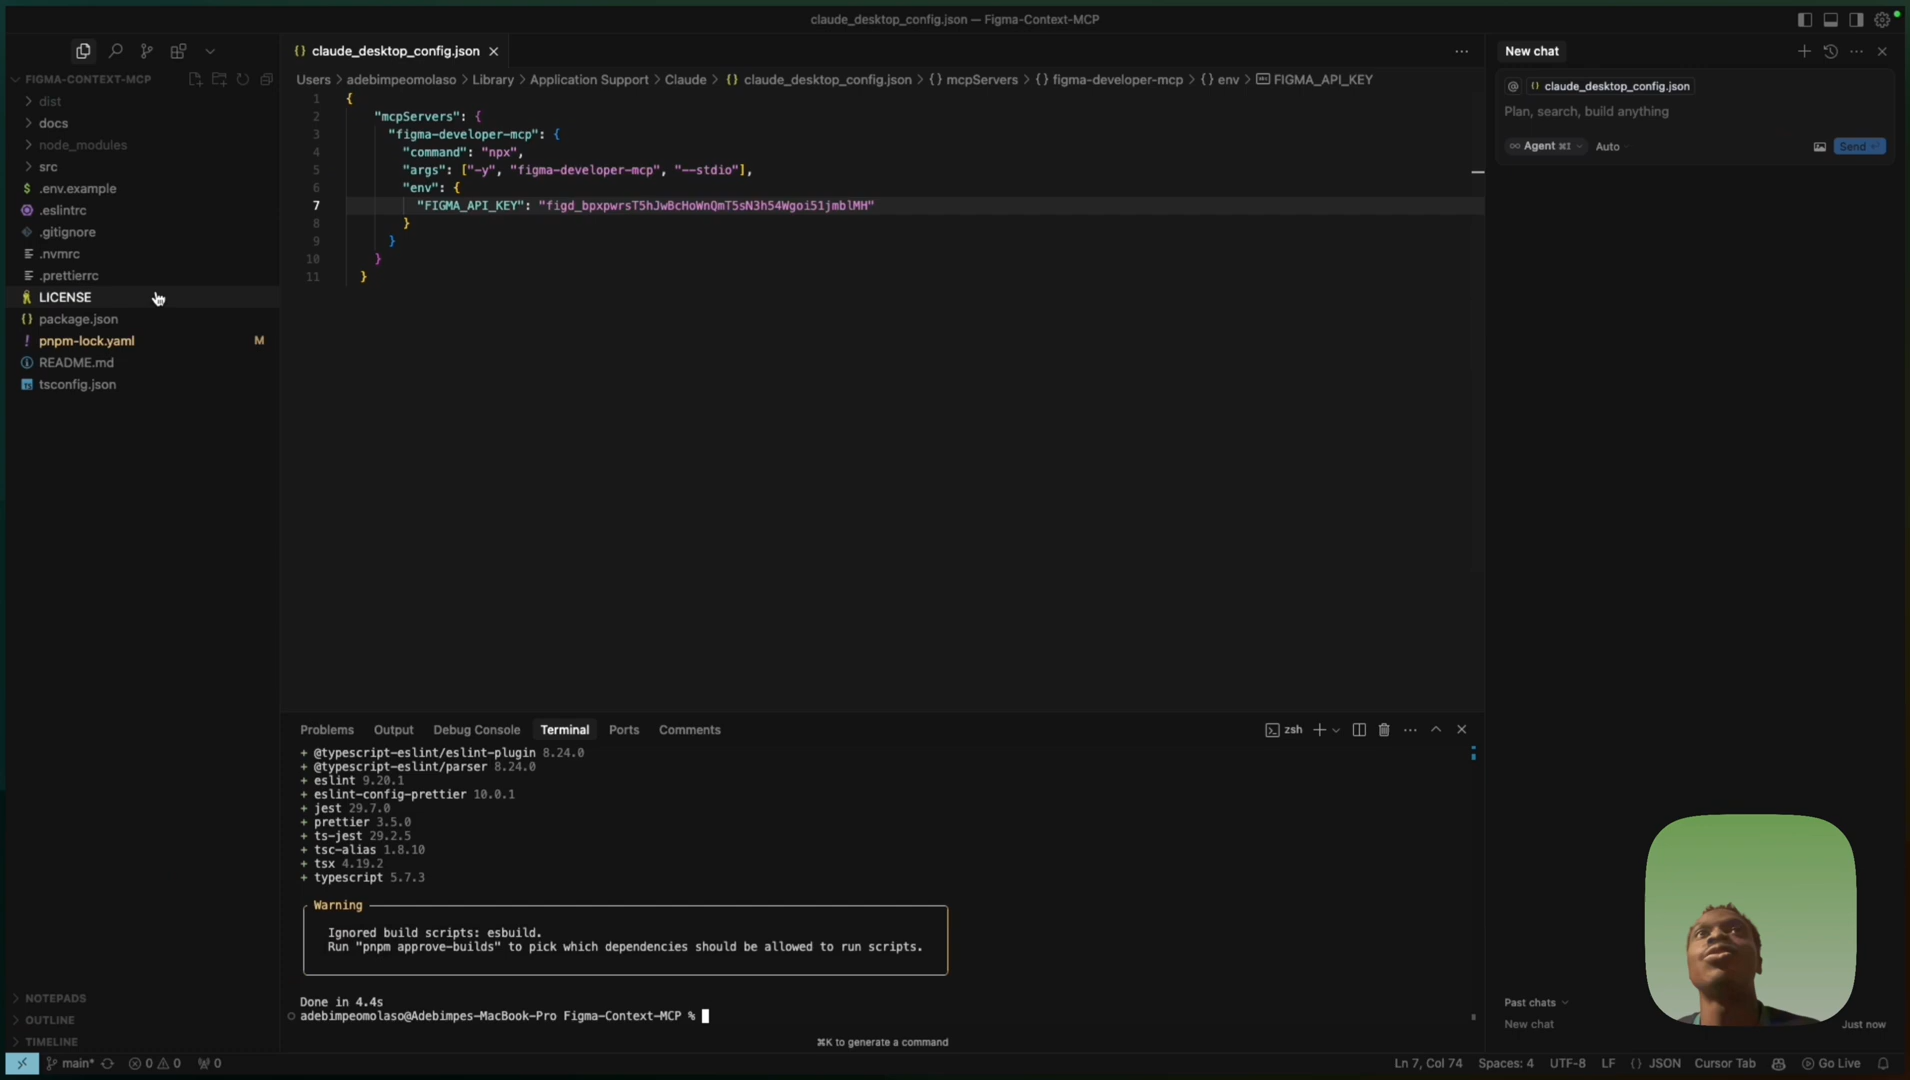 claude_desktop_config.json — Figma-Context-MCP
claude_desktop_config.json
New chat
FIGMA-CONTEXT-MCP
Users > adebimpeomolaso > Library > Application Support > Claude > {} claude_desktop_config.json > {} mcpServers > {} figma-developer-mcp > {} env > FIGMA_API_KEY
dist
docs
node_modules
src
$ .env.example
.eslintrc
.gitignore
.nvmrc
.prettierrc
LICENSE
{} package.json
! pnpm-lock.yaml M
README.md
TS tsconfig.json
1 {
2 "mcpServers": {
3 "figma-developer-mcp": {
4 "command": "npx",
5 "args": ["-y", "figma-developer-mcp", "--stdio"],
6 "env": {
7 "FIGMA_API_KEY": "figd_bpxpwrsT5hJwBcHoWnQmT5sN3h54Wgoi51jmblMH"
8 }
9 }
10 }
11 }
@ {} claude_desktop_config.json
Plan, search, build anything
∞ Agent ⌘I Auto Send ⏎
Problems Output Debug Console Terminal Ports Comments zsh
+ @typescript-eslint/eslint-plugin 8.24.0
+ @typescript-eslint/parser 8.24.0
+ eslint 9.20.1
+ eslint-config-prettier 10.0.1
+ jest 29.7.0
+ prettier 3.5.0
+ ts-jest 29.2.5
+ tsc-alias 1.8.10
+ tsx 4.19.2
+ typescript 5.7.3
Warning
Ignored build scripts: esbuild.
Run "pnpm approve-builds" to pick which dependencies should be allowed to run scripts.
Done in 4.4s
adebimpeomolaso@Adebimpes-MacBook-Pro Figma-Context-MCP %
⌘K to generate a command
Past chats
New chat Just now
NOTEPADS
OUTLINE
TIMELINE
main* 0 0 0
Ln 7, Col 74 Spaces: 4 UTF-8 LF {} JSON Cursor Tab Go Live